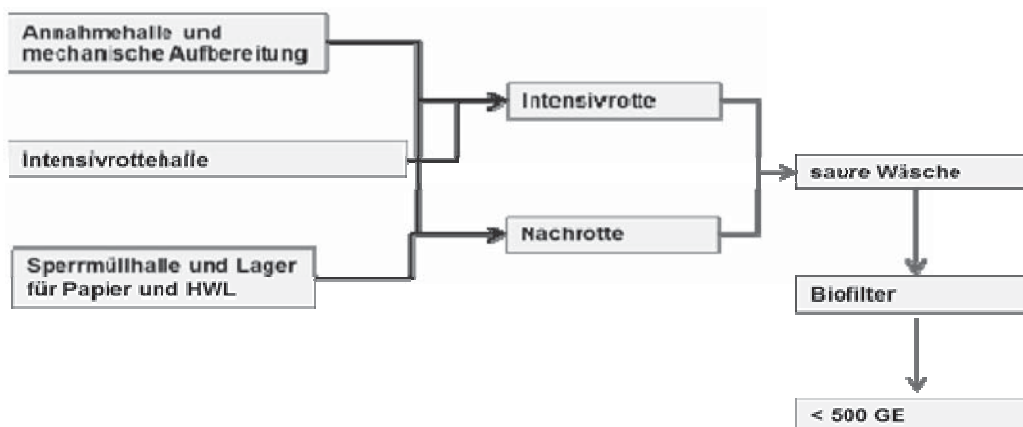 Annahmehalle und
mechanische Aufbereitung
Intensivrottehalle
Sperrmüllhalle und Lager
für Papier und HWL
Intensivrotte
Nachrotte
saure Wäsche
Biofilter
< 500 GE